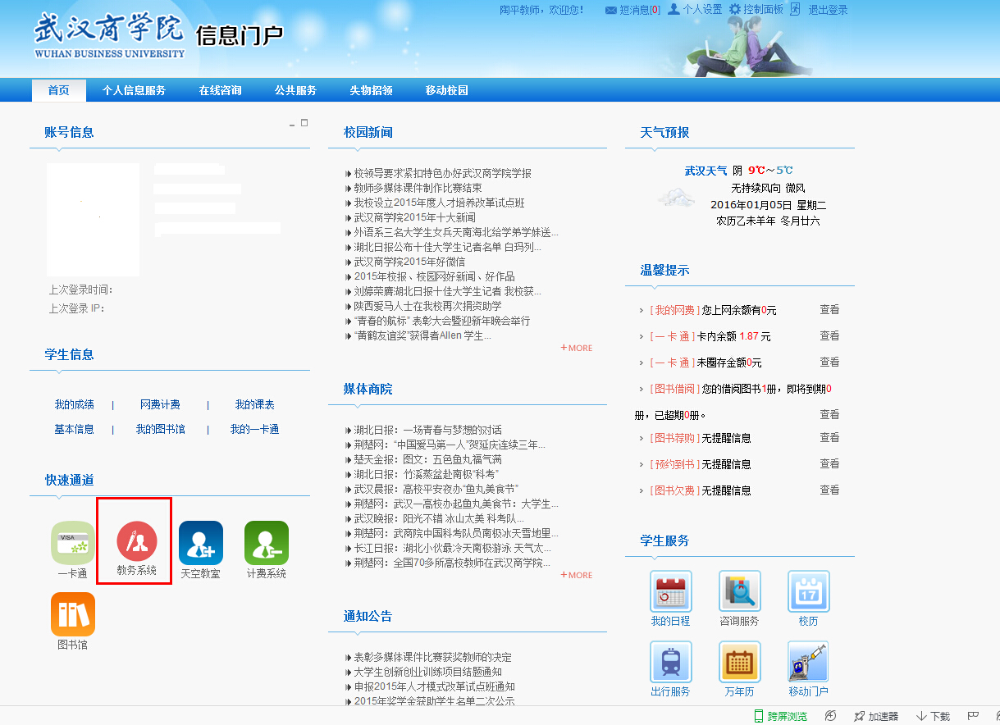 武汉商学院 信息门户
WUHAN BUSINESS UNIVERSITY
陶平教师，欢迎您！ 短消息[0] 个人设置 控制面板 退出登录
首页 个人信息服务 在线咨询 公共服务 失物招领 移动校园
账号信息
上次登录时间：
上次登录 IP：
学生信息
我的成绩 | 网费计费 | 我的课表
基本信息 | 我的图书馆 | 我的一卡通
快速通道
VISA
一卡通 教务系统 天空教室 计费系统
图书馆
校园新闻
校领导要求紧扣特色办好武汉商学院学报
教师多媒体课件制作比赛结束
我校设立2015年度人才培养改革试点班
武汉商学院2015年十大新闻
外语系三名大学生女兵天南海北给学弟学妹送...
湖北日报公布十佳大学生记者名单 白玛列...
武汉商学院2015年好微信
2015年校报、校园网好新闻、好作品
刘婷荣膺湖北日报十佳大学生记者 我校获...
陕西爱马人士在我校再次捐资助学
“青春的航标” 表彰大会暨迎新年晚会举行
“黄鹤友谊奖”获得者Allen 学生...
+MORE
媒体商院
湖北日报：一场青春与梦想的对话
荆楚网：“中国爱马第一人”贺延庆连续三年...
楚天金报：图文：五色鱼丸福气满
湖北日报：竹溪蒸盆赴南极“科考”
武汉晨报：高校平安夜办“鱼丸美食节”
荆楚网：武汉一高校办起鱼丸美食节：大学生...
武汉晚报：阳光不错 冰山太美 科考队...
荆楚网：武商院中国科考队员南极冰天雪地里...
长江日报：湖北小伙最冷天南极游泳 天气太...
荆楚网：全国70多所高校教师在武汉商学院...
+MORE
通知公告
表彰多媒体课件比赛获奖教师的决定
大学生创新创业训练项目结题通知
申报2015年人才模式改革试点班通知
2015年奖学金获助学生名单二次公示
天气预报
武汉天气 阴 9℃～5℃
无持续风向 微风
2016年01月05日 星期二
农历乙未羊年 冬月廿六
温馨提示
[我的网费]您上网余额有0元 查看
[一 卡 通]卡内余额 1.87 元 查看
[一 卡 通]未圈存金额0元 查看
[图书借阅]您的借阅图书1册，即将到期0
册，已超期0册。 查看
[图书荐购]无提醒信息 查看
[预约到书]无提醒信息 查看
[图书欠费]无提醒信息 查看
学生服务
17
我的日程 咨询服务 校历
出行服务 万年历 移动门户
跨屏浏览 加速器 下载